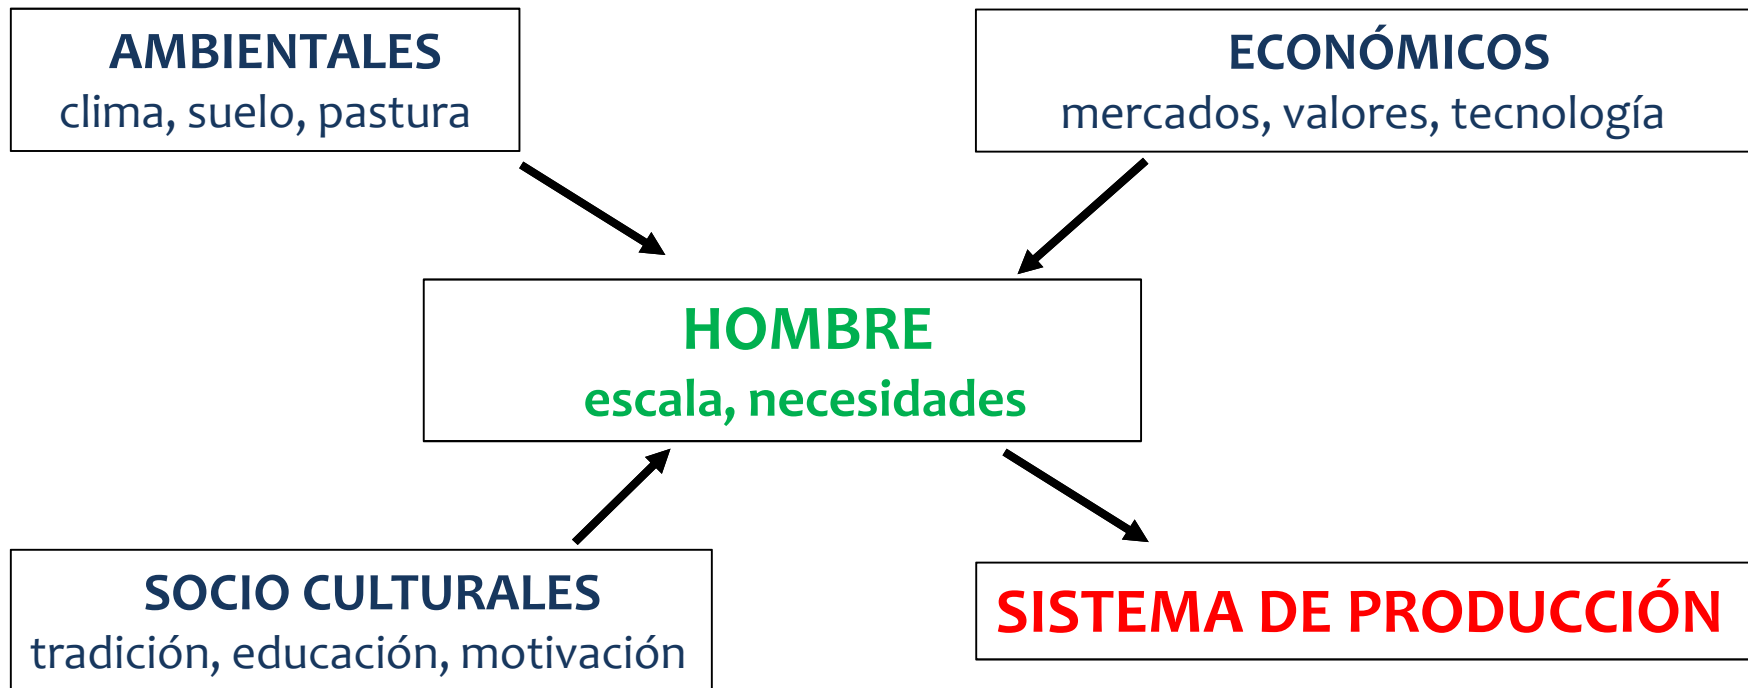 AMBIENTALES
clima, suelo, pastura
ECONÓMICOS
mercados, valores, tecnología
HOMBRE
escala, necesidades
SOCIO CULTURALES
tradición, educación, motivación
SISTEMA DE PRODUCCIÓN